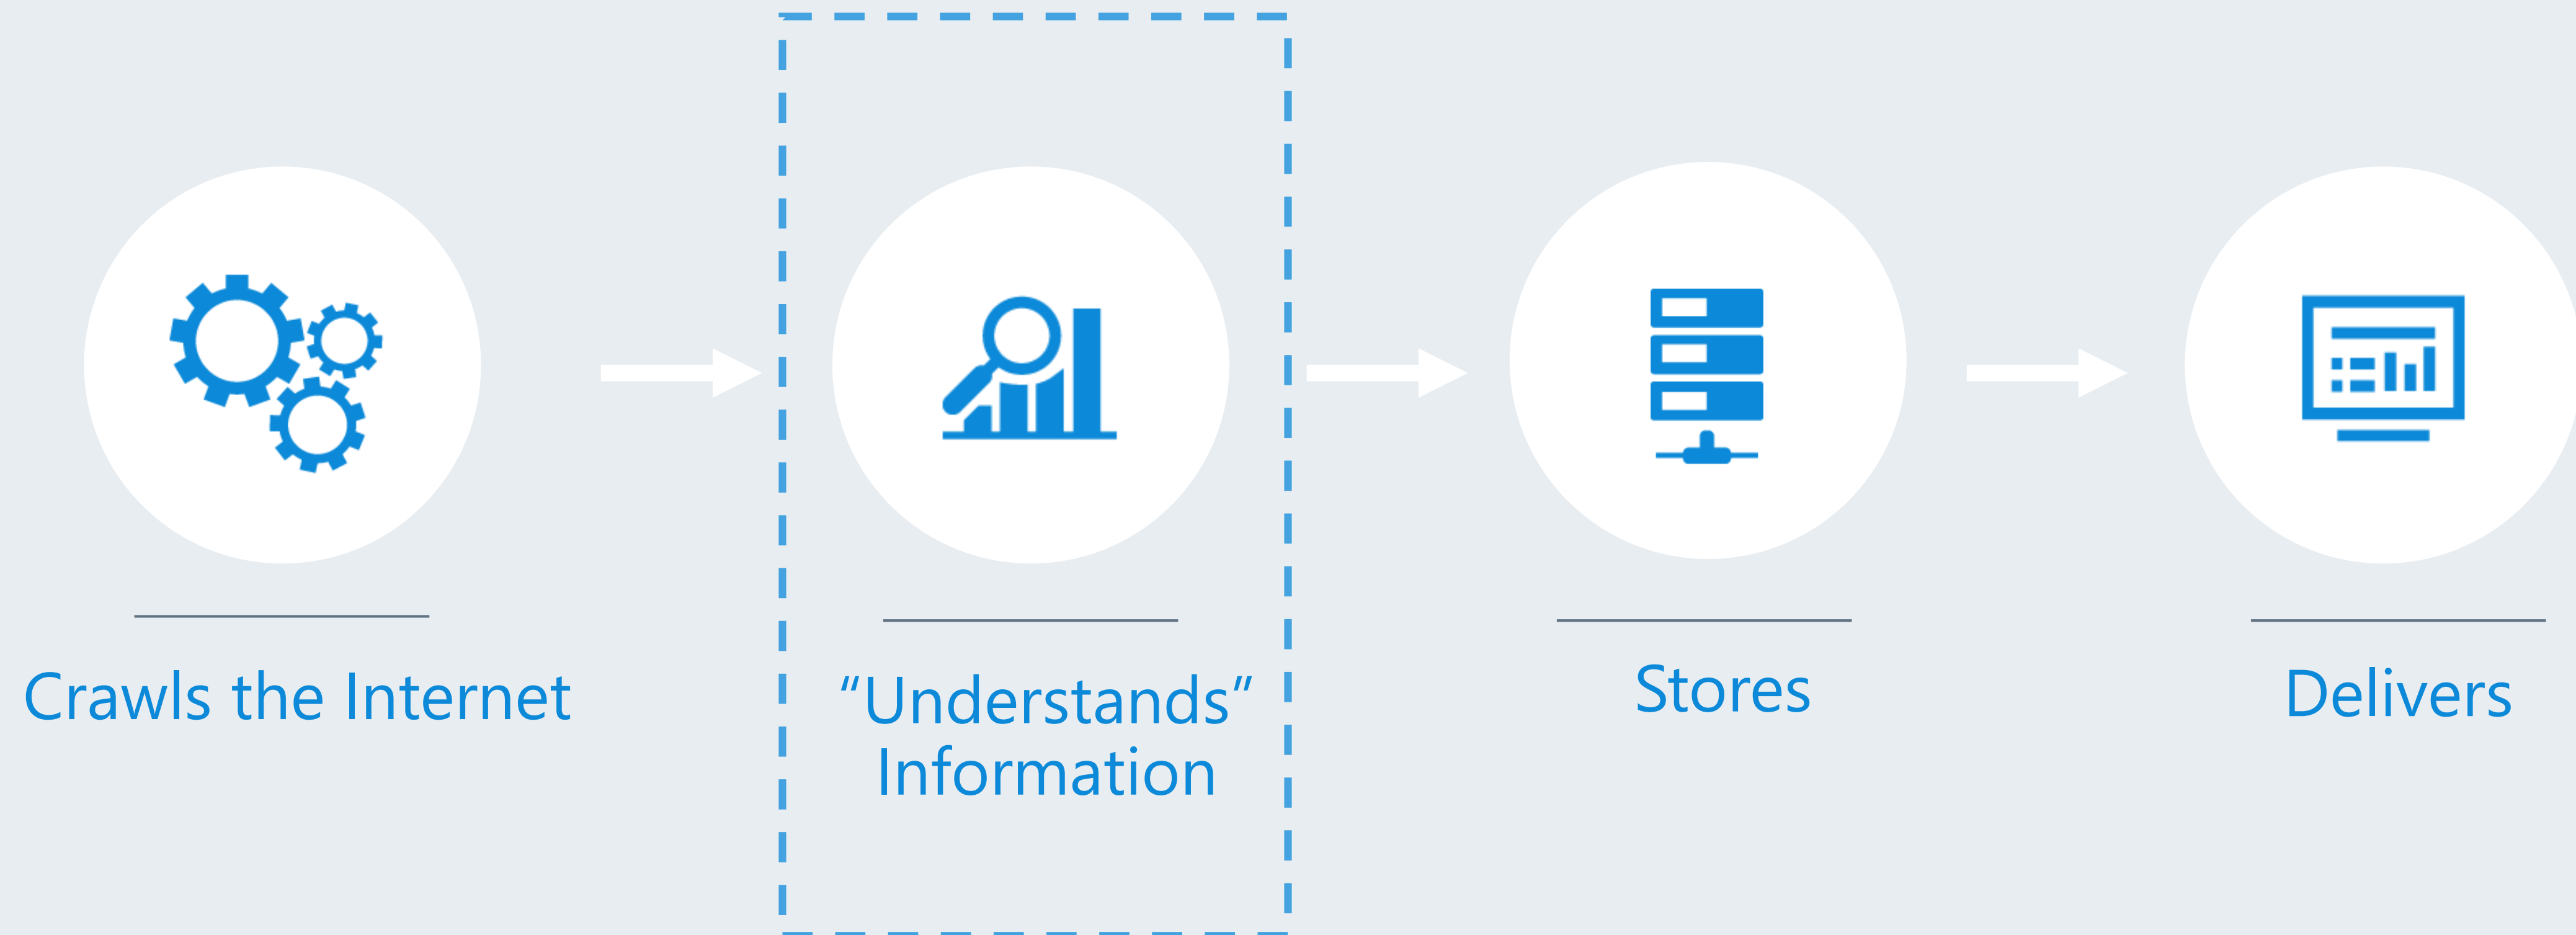 Crawls the Internet
“Understands”
Information
Stores
Delivers